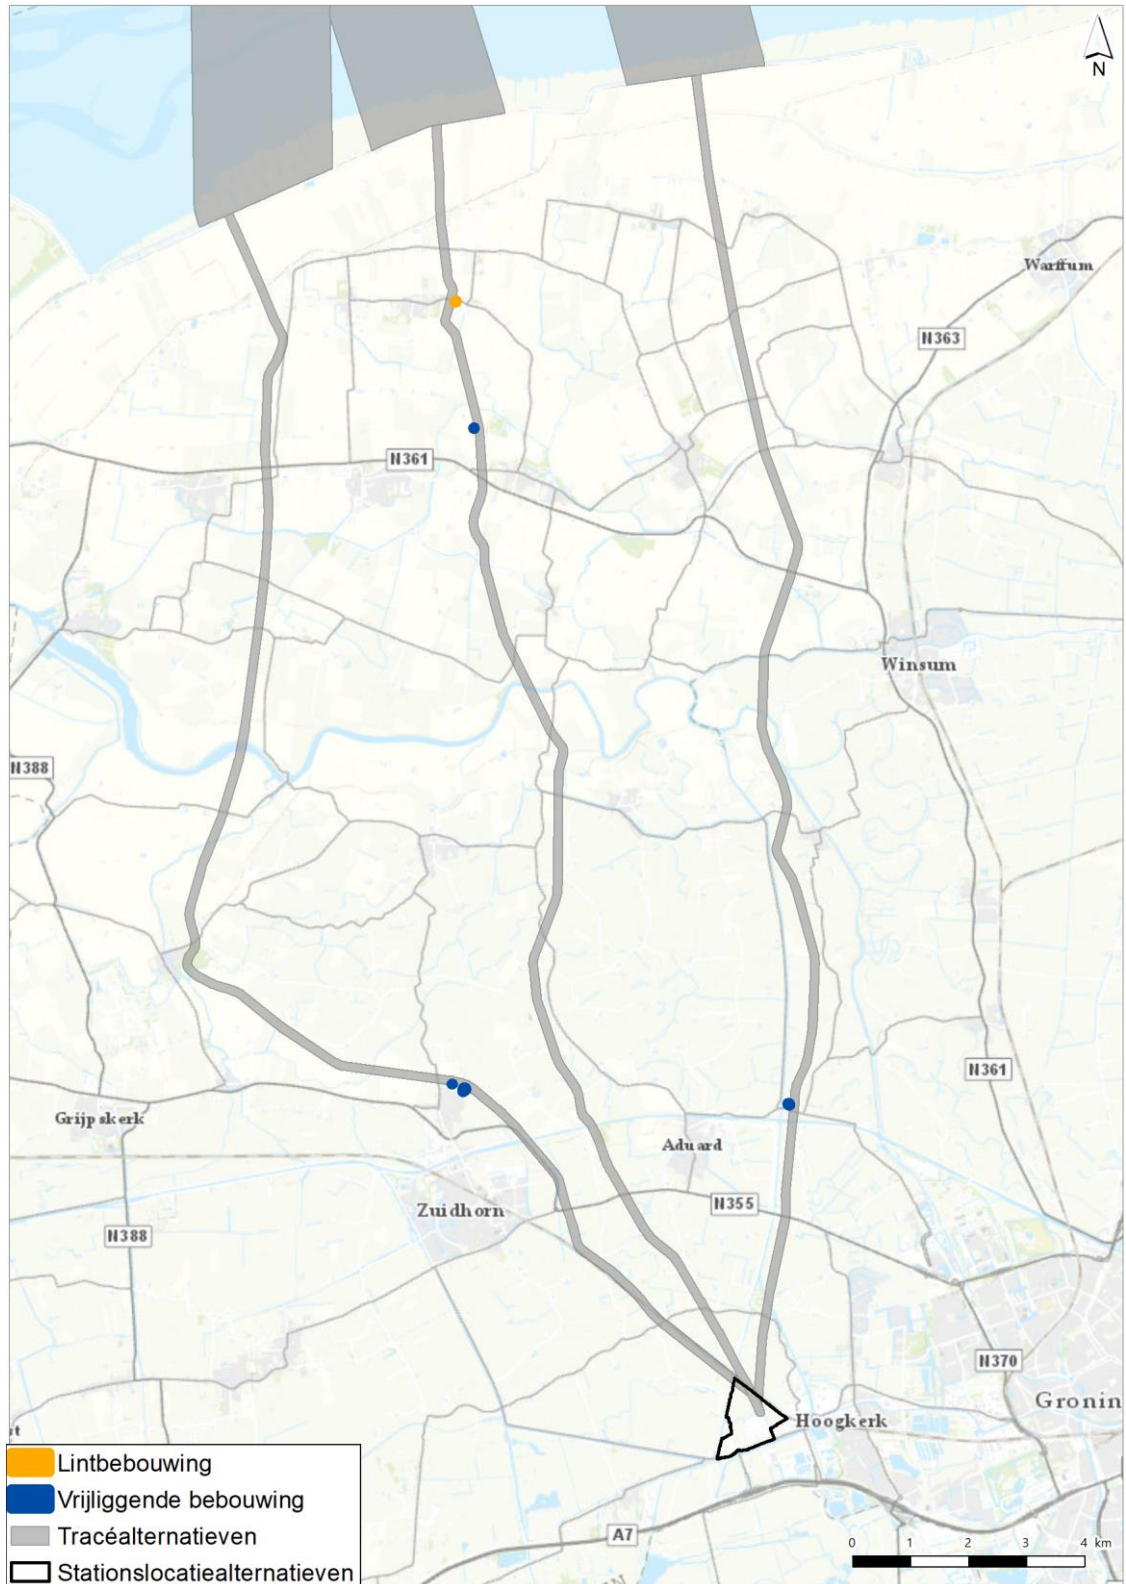 N
Warffum
N363
N361
Winsum
N388
N361
Grijpskerk
Aduard
N355
Zuidhorn
N388
N370
Gronin
Hoogkerk
A7
0 1 2 3 4 km
Lintbebouwing
Vrijliggende bebouwing
Tracéalternatieven
Stationslocatiealternatieven